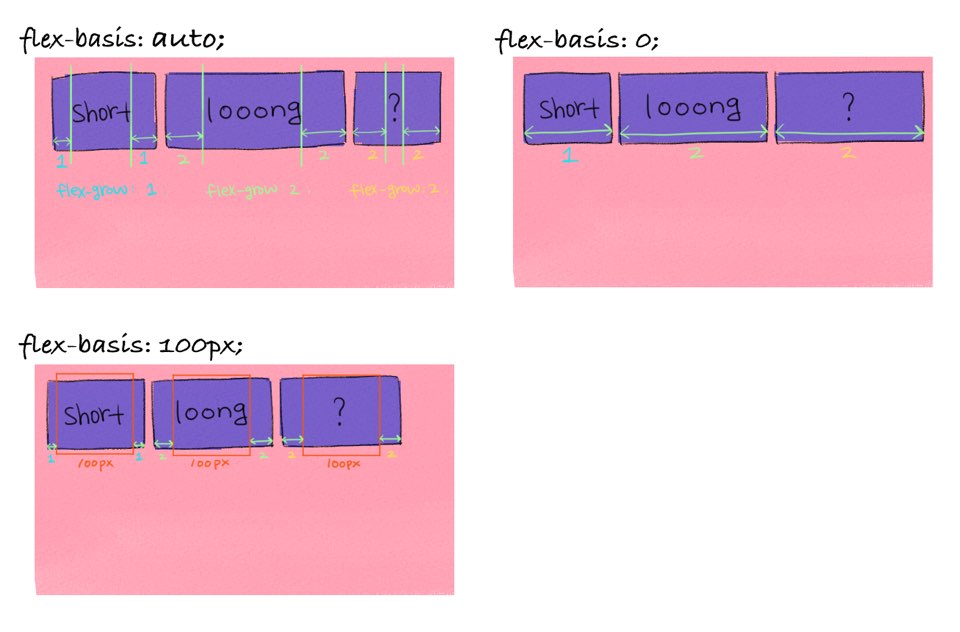 flex-basis: auto;
short
looong
?
1
1
2
2
2
2
flex-grow: 1;
flex-grow 2;
flex-grow: 2;
flex-basis: 0;
short
looong
?
1
2
2
flex-basis: 100px;
short
loong
?
1
100px
1
2
100px
2
2
100px
2